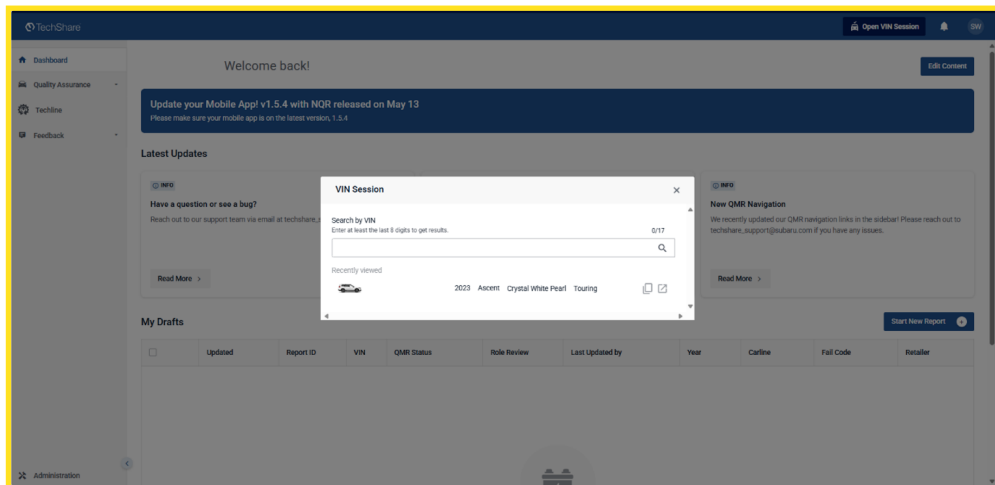 TechShare
Open VIN Session
SW
Dashboard
Quality Assurance
Techline
Feedback
Administration
Welcome back!
Edit Content
Update your Mobile App! v1.5.4 with NQR released on May 13
Please make sure your mobile app is on the latest version, 1.5.4
Latest Updates
INFO
Have a question or see a bug?
Reach out to our support team via email at techshare_s
Read More >
INFO
New QMR Navigation
We recently updated our QMR navigation links in the sidebar! Please reach out to
techshare_support@subaru.com if you have any issues.
Read More >
VIN Session
Search by VIN
Enter at least the last 8 digits to get results.
0/17
Recently viewed
2023 Ascent Crystal White Pearl Touring
My Drafts
Start New Report
Updated Report ID VIN QMR Status Role Review Last Updated by Year Carline Fail Code Retailer